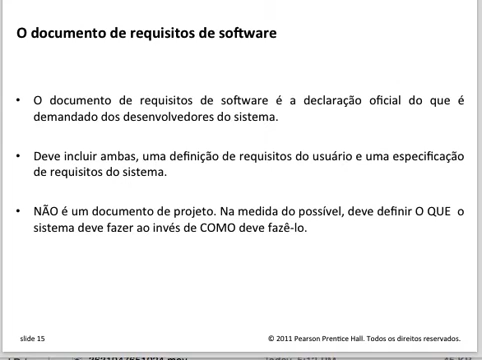 O documento de requisitos de software
• O documento de requisitos de software é a declaração oficial do que é
demandado dos desenvolvedores do sistema.
• Deve incluir ambas, uma definição de requisitos do usuário e uma especificação
de requisitos do sistema.
• NÃO é um documento de projeto. Na medida do possível, deve definir O QUE o
sistema deve fazer ao invés de COMO deve fazê-lo.
slide 15
© 2011 Pearson Prentice Hall. Todos os direitos reservados.